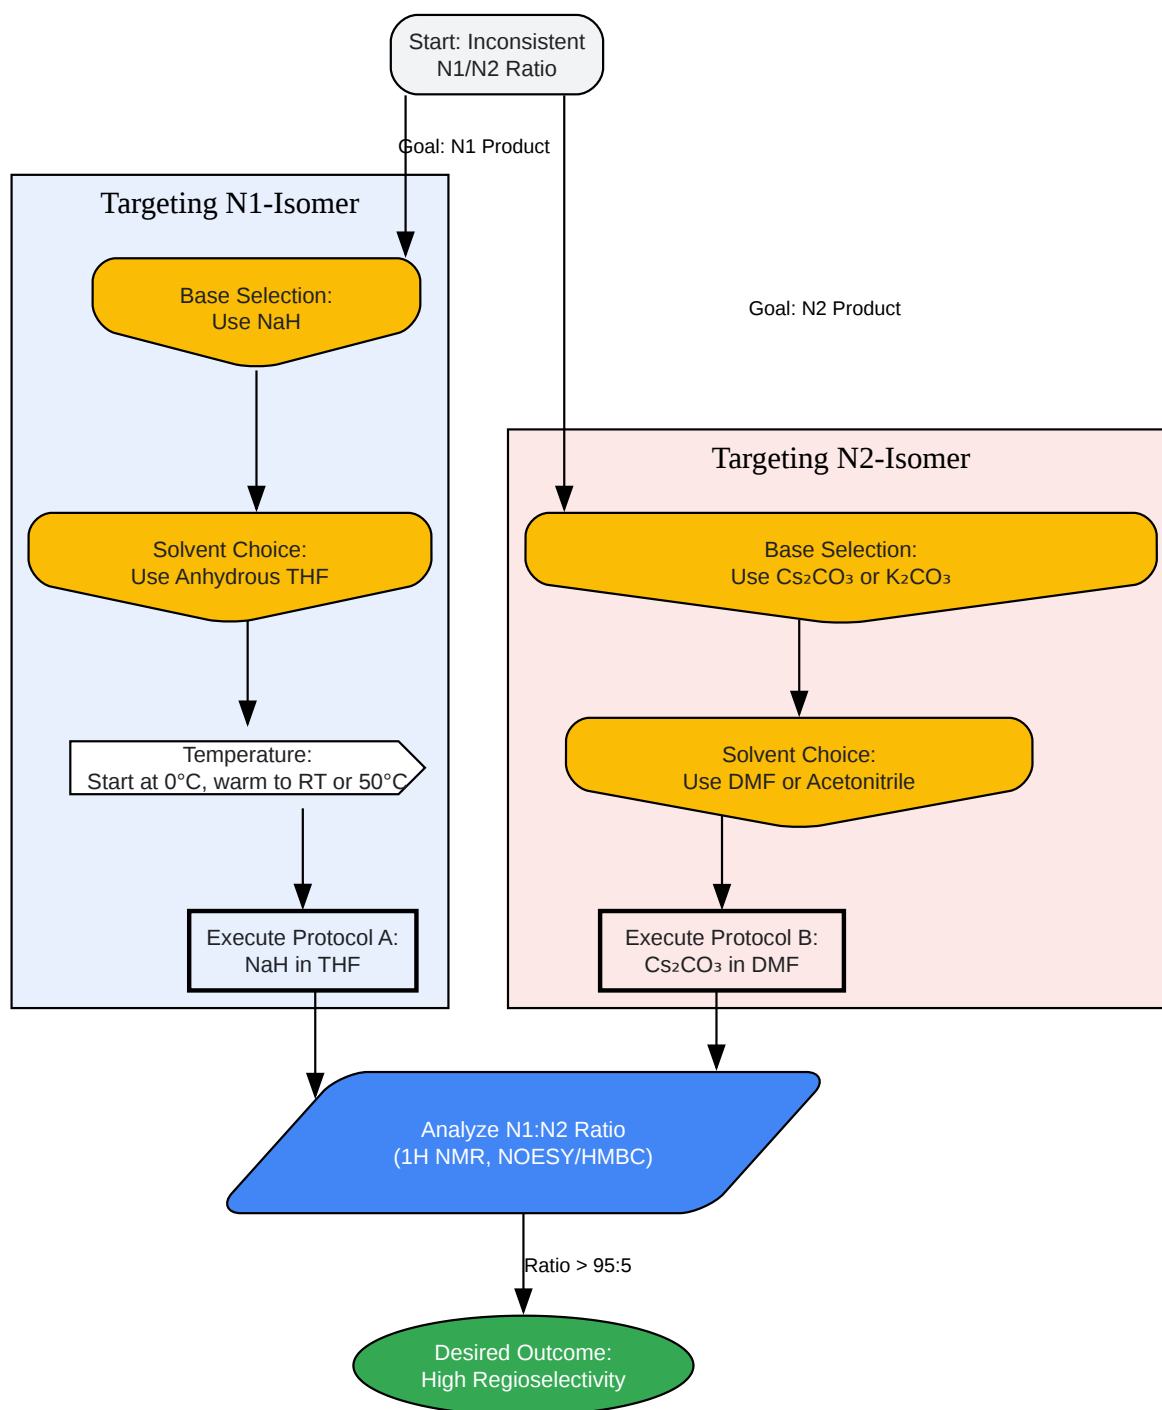 Start: Inconsistent
N1/N2 Ratio
Goal: N1 Product
Targeting N1-Isomer
Base Selection:
Use NaH
Solvent Choice:
Use Anhydrous THF
Temperature:
Start at 0°C, warm to RT or 50°C
Execute Protocol A:
NaH in THF
Goal: N2 Product
Targeting N2-Isomer
Base Selection:
Use Cs₂CO₃ or K₂CO₃
Solvent Choice:
Use DMF or Acetonitrile
Execute Protocol B:
Cs₂CO₃ in DMF
Analyze N1:N2 Ratio
(1H NMR, NOESY/HMBC)
Ratio > 95:5
Desired Outcome:
High Regioselectivity